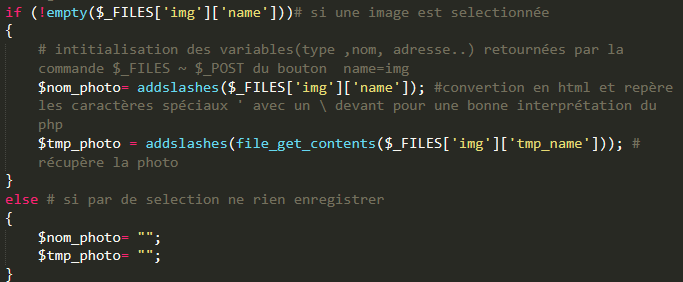 if (!empty($_FILES['img']['name']))# si une image est selectionnée
{
# intitialisation des variables(type ,nom, adresse..) retournées par la
commande $_FILES ~ $_POST du bouton  name=img
$nom_photo= addslashes($_FILES['img']['name']); #convertion en html et repère
les caractères spéciaux ' avec un \ devant pour une bonne interprétation du
php
$tmp_photo = addslashes(file_get_contents($_FILES['img']['tmp_name'])); #
récupère la photo
}
else # si par de selection ne rien enregistrer
{
$nom_photo= "";
$tmp_photo= "";
}